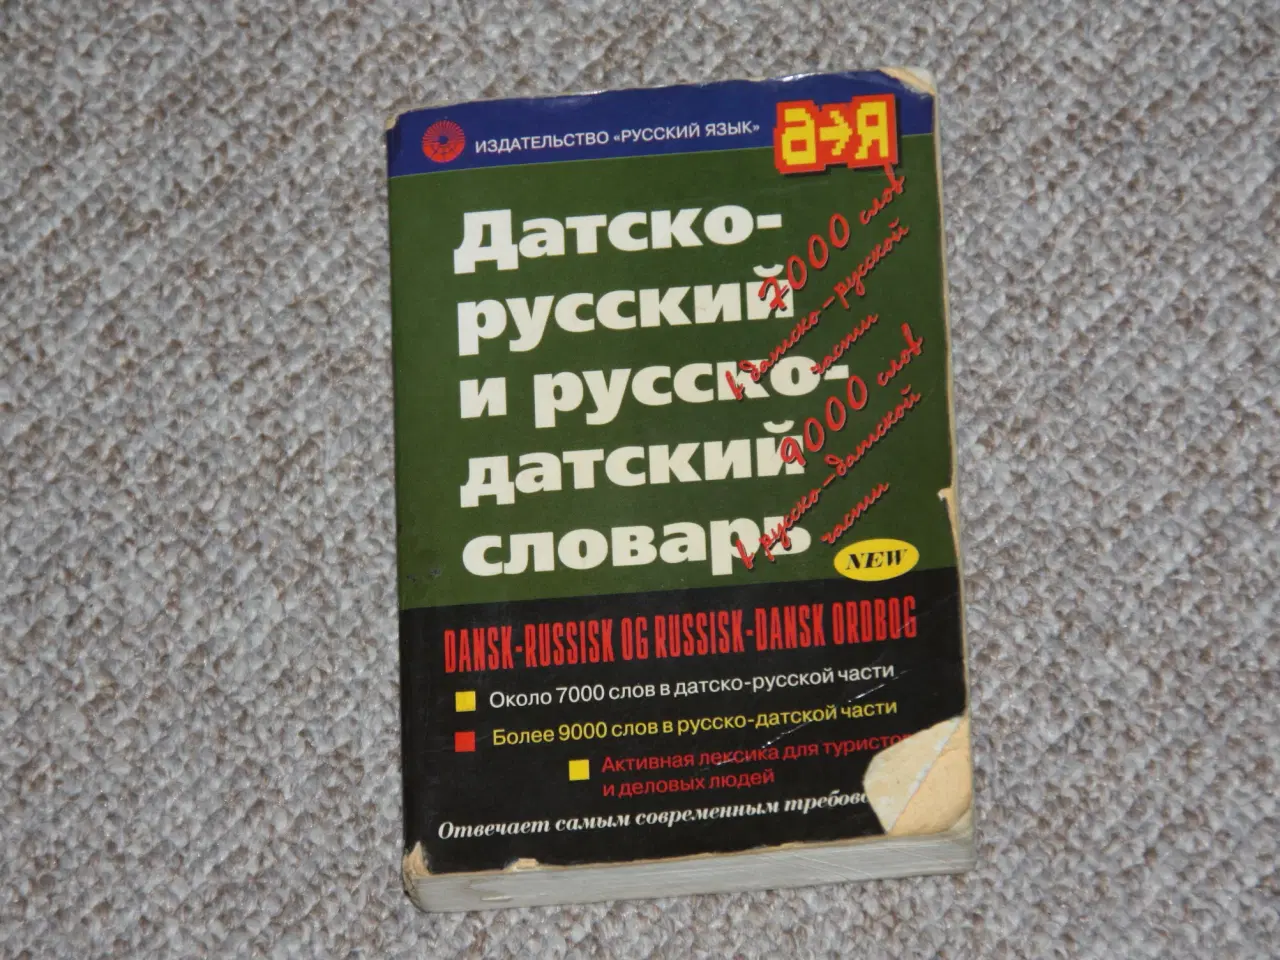 ИЗДАТЕЛЬСТВО «РУССКИЙ ЯЗЫК»
а→я
Датско-
русский
и русско-
датский
словарь
7000 слов
в датско-русской
части
9000 слов
в русско-датской
части
NEW
DANSK-RUSSISK OG RUSSISK-DANSK ORDBOG
Около 7000 слов в датско-русской части
Более 9000 слов в русско-датской части
Активная лексика для туристов
и деловых людей
Отвечает самым современным